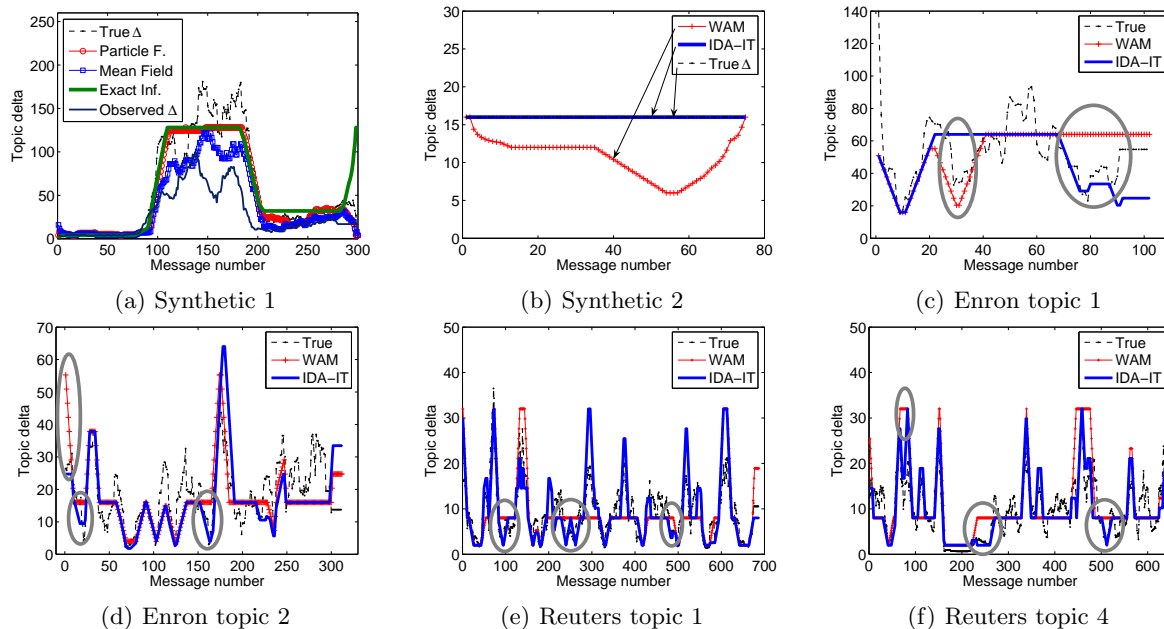 300
250
200
150
100
50
0
Topic delta
True Δ
Particle F.
Mean Field
Exact Inf.
Observed Δ
0 50 100 150 200 250 300
Message number
(a) Synthetic 1
30
25
20
15
10
5
0
Topic delta
WAM
IDA−IT
True Δ
0 20 40 60 80
Message number
(b) Synthetic 2
140
120
100
80
60
40
20
0
Topic delta
True
WAM
IDA−IT
0 20 40 60 80 100
Message number
(c) Enron topic 1
70
60
50
40
30
20
10
0
Topic delta
True
WAM
IDA−IT
0 50 100 150 200 250 300
Message number
(d) Enron topic 2
50
40
30
20
10
0
Topic delta
True
WAM
IDA−IT
0 100 200 300 400 500 600 700
Message number
(e) Reuters topic 1
50
40
30
20
10
0
Topic delta
True
WAM
IDA−IT
0 100 200 300 400 500 600
Message number
(f) Reuters topic 4